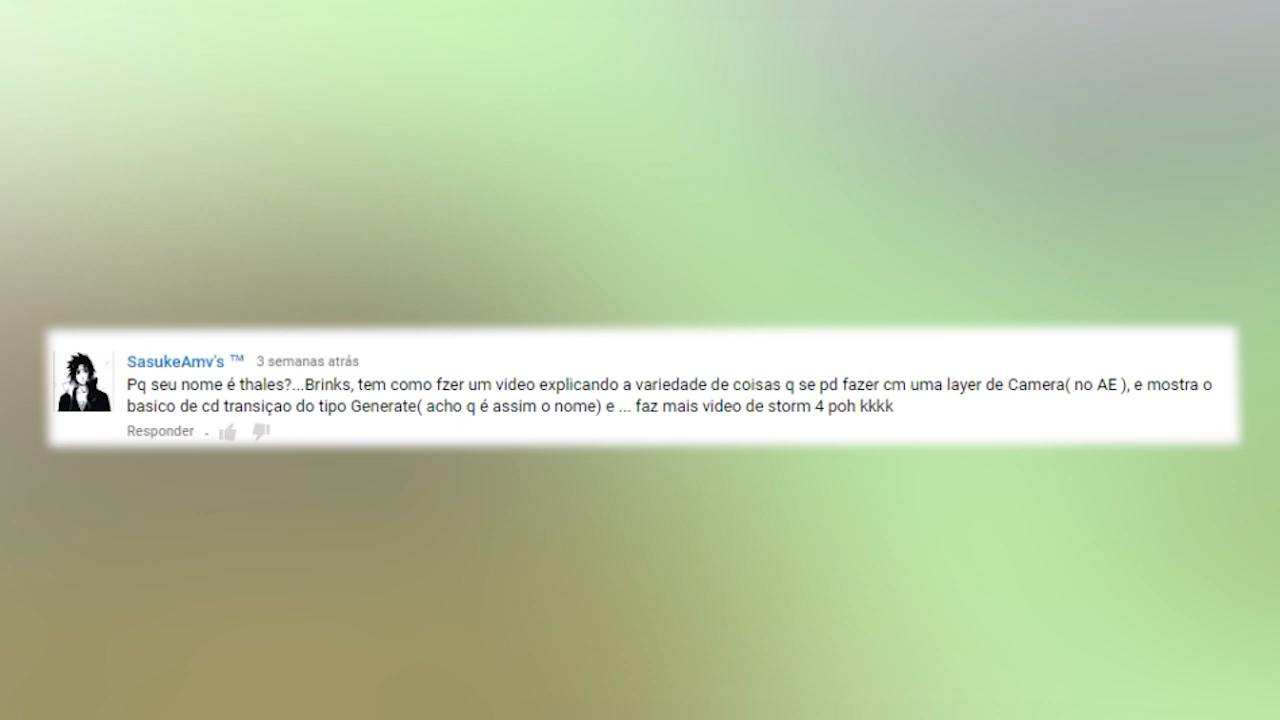 SasukeAmv's ™ 3 semanas atrás
Pq seu nome é thales?...Brinks, tem como fzer um video explicando a variedade de coisas q se pd fazer cm uma layer de Camera( no AE ), e mostra o
basico de cd transiçao do tipo Generate( acho q é assim o nome) e ... faz mais video de storm 4 poh kkkk
Responder .